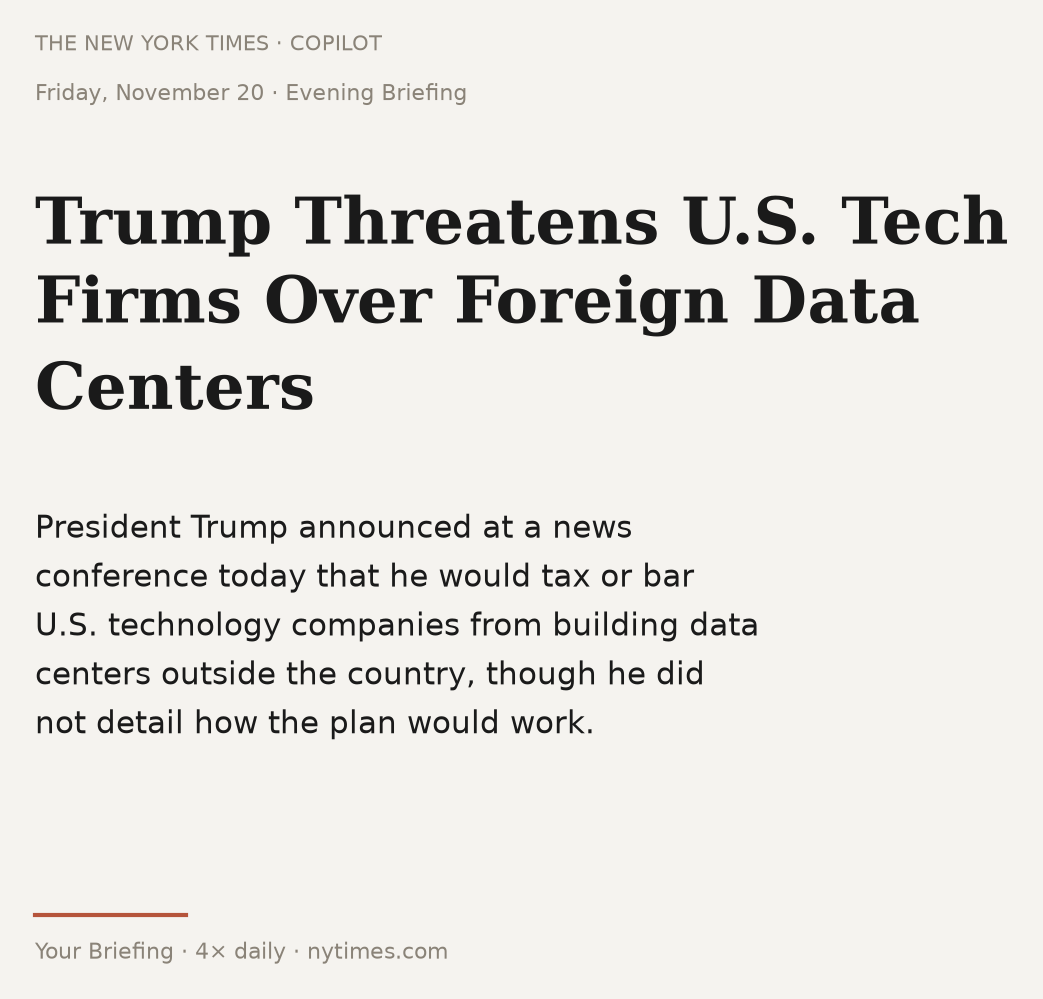 THE NEW YORK TIMES · COPILOT
Friday, November 20 · Evening Briefing
Trump Threatens U.S. Tech
Firms Over Foreign Data
Centers
President Trump announced at a news
conference today that he would tax or bar
U.S. technology companies from building data
centers outside the country, though he did
not detail how the plan would work.
Your Briefing · 4× daily · nytimes.com